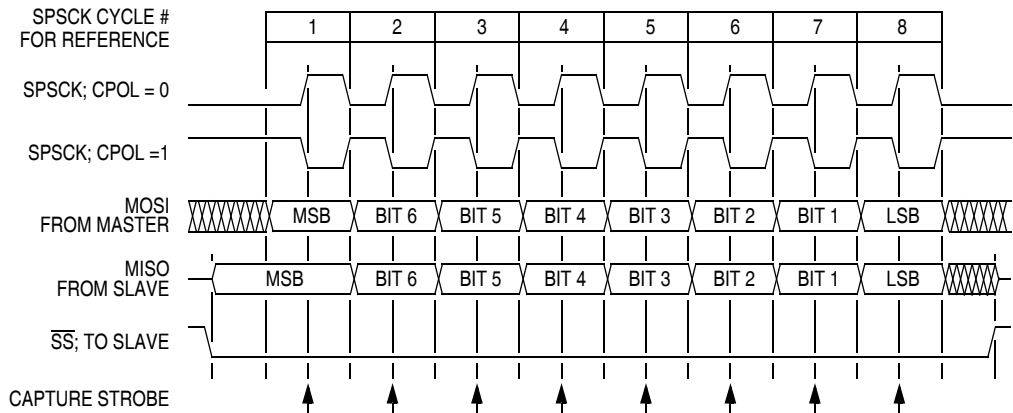 SPSCK CYCLE #
FOR REFERENCE
1 2 3 4 5 6 7 8
SPSCK; CPOL = 0
SPSCK; CPOL =1
MOSI
FROM MASTER
MSB BIT 6 BIT 5 BIT 4 BIT 3 BIT 2 BIT 1 LSB
MISO
FROM SLAVE
MSB BIT 6 BIT 5 BIT 4 BIT 3 BIT 2 BIT 1 LSB
SS; TO SLAVE
CAPTURE STROBE